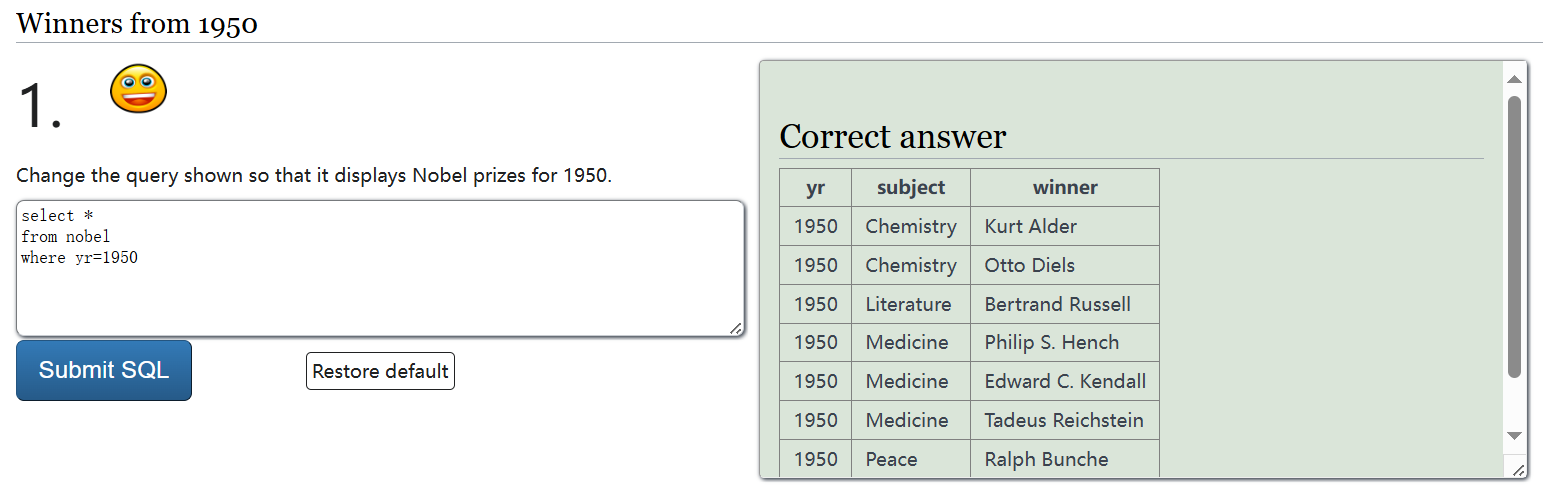 Winners from 1950
1.
Change the query shown so that it displays Nobel prizes for 1950.
select *
from nobel
where yr=1950
Submit SQL
Restore default
Correct answer
yr subject winner
1950 Chemistry Kurt Alder
1950 Chemistry Otto Diels
1950 Literature Bertrand Russell
1950 Medicine Philip S. Hench
1950 Medicine Edward C. Kendall
1950 Medicine Tadeus Reichstein
1950 Peace Ralph Bunche